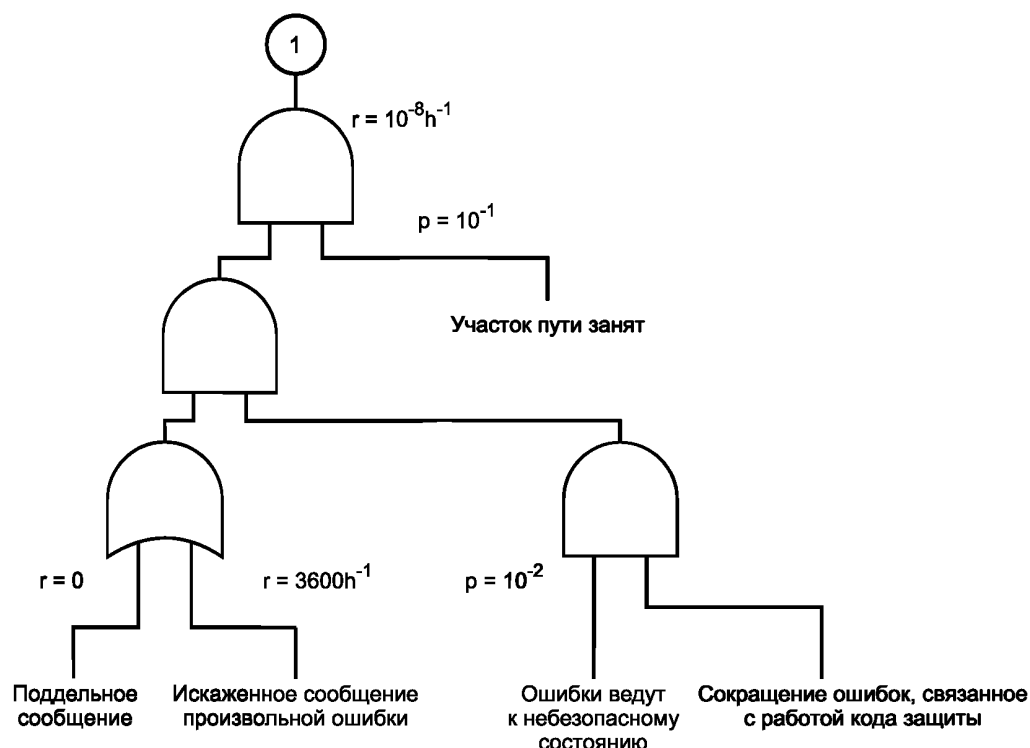 1
r = 10⁻⁸h⁻¹
p = 10⁻¹
Участок пути занят
r = 0
r = 3600h⁻¹
p = 10⁻²
Поддельное
сообщение
Искаженное сообщение
произвольной ошибки
Ошибки ведут
к небезопасному
состоянию
Сокращение ошибок, связанное
с работой кода защиты